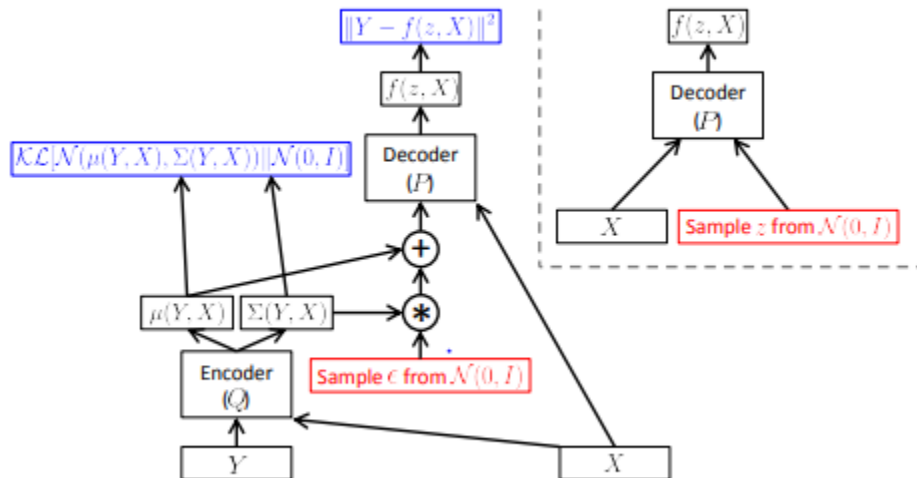 ‖Y − f(z, X)‖²
f(z, X)
Decoder
(P)
𝒦ℒ[𝒩(μ(Y, X), Σ(Y, X))‖𝒩(0, I)]
+
μ(Y, X)
Σ(Y, X)
*
Encoder
(Q)
Sample ϵ from 𝒩(0, I)
Y
X
f(z, X)
Decoder
(P)
X
Sample z from 𝒩(0, I)